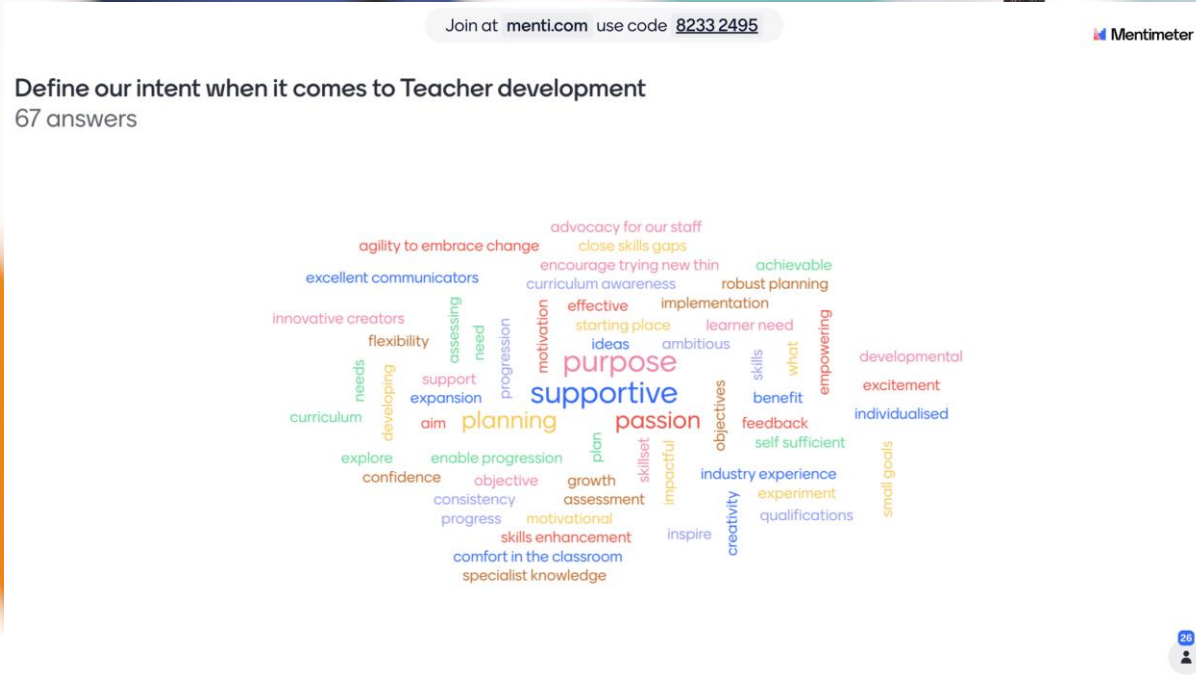 Join at menti.com use code 8233 2495
Mentimeter
Define our intent when it comes to Teacher development
67 answers
advocacy for our staff
agility to embrace change
close skills gaps
encourage trying new thin
achievable
excellent communicators
curriculum awareness
robust planning
effective
implementation
innovative creators
assessing
need
progression
motivation
starting place
learner need
empowering
flexibility
ideas
ambitious
skills
what
purpose
developmental
needs
developing
support
supportive
excitement
expansion
objectives
benefit
individualised
curriculum
aim
planning
passion
feedback
plan
self sufficient
explore
enable progression
skillset
impactful
small goals
confidence
objective
growth
industry experience
consistency
assessment
experiment
progress
motivational
creativity
qualifications
skills enhancement
inspire
comfort in the classroom
specialist knowledge
26